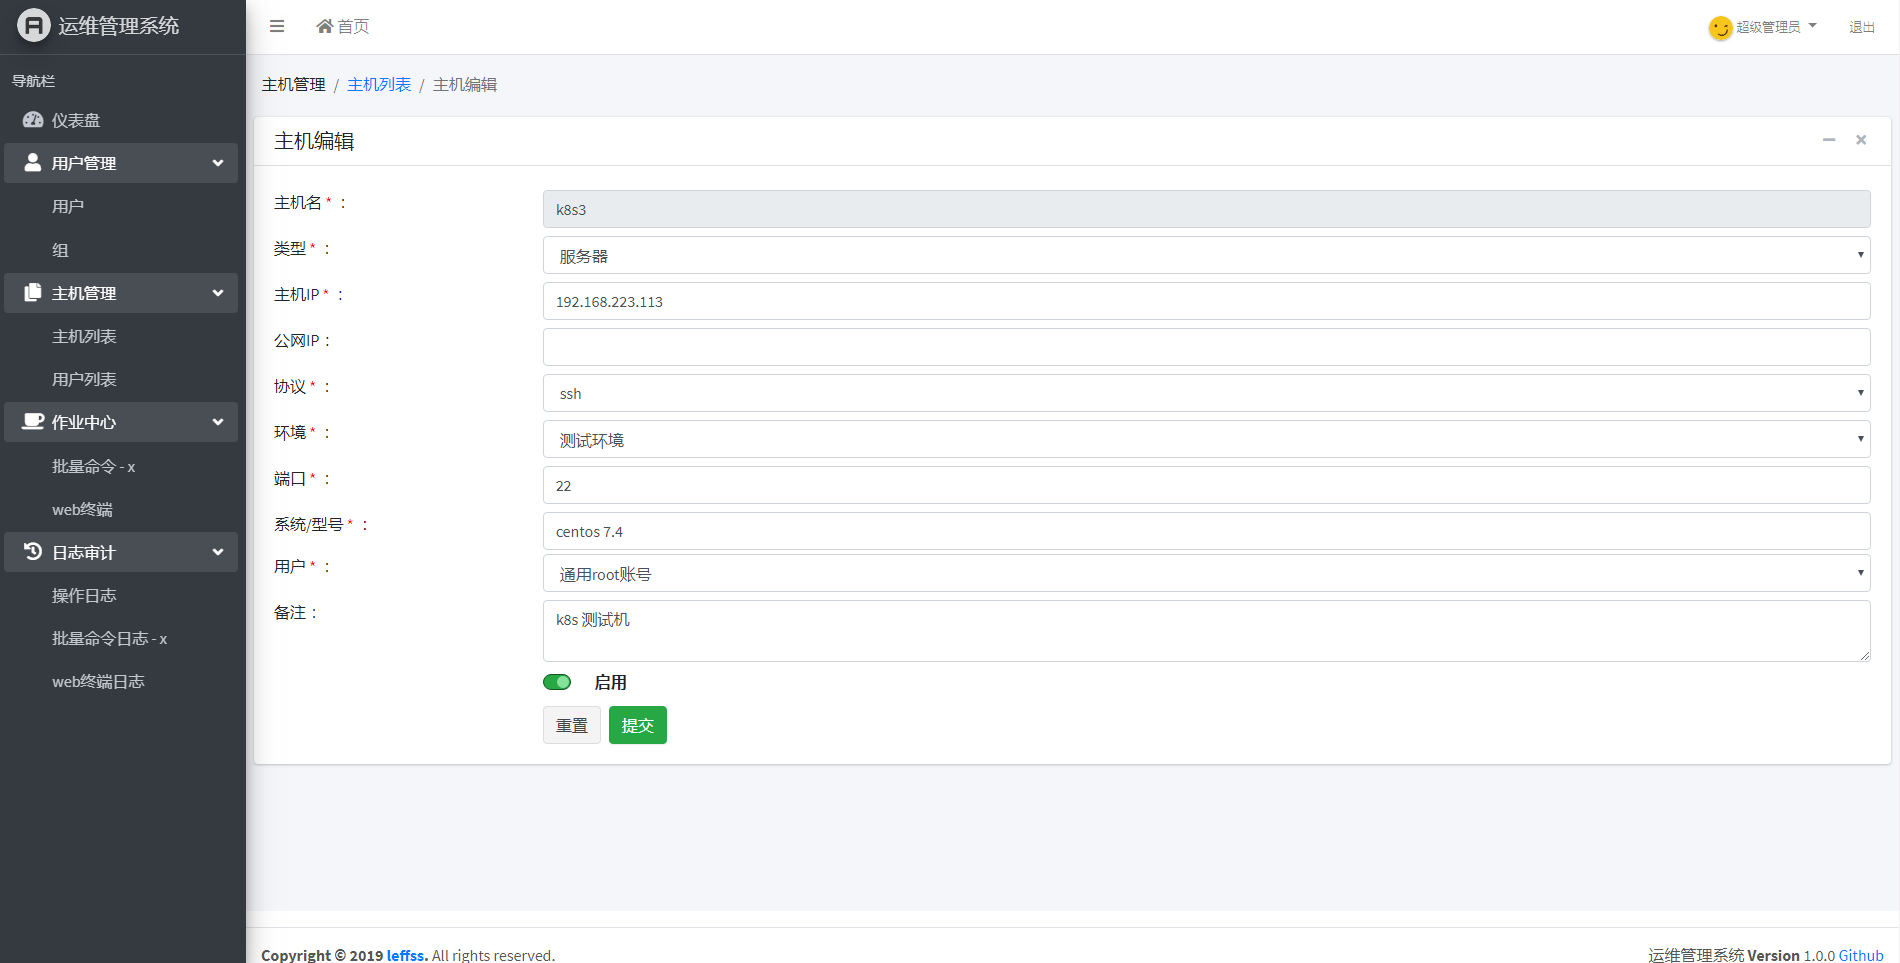 运维管理系统
导航栏
仪表盘
用户管理
用户
组
主机管理
主机列表
用户列表
作业中心
批量命令 - x
web终端
日志审计
操作日志
批量命令日志 - x
web终端日志
首页
超级管理员
退出
主机管理 / 主机列表 / 主机编辑
主机编辑
主机名 * ： k8s3
类型 * ： 服务器
主机IP * ： 192.168.223.113
公网IP：
协议 * ： ssh
环境 * ： 测试环境
端口 * ： 22
系统/型号 * ： centos 7.4
用户 * ： 通用root账号
备注： k8s 测试机
启用
重置 提交
Copyright © 2019 leffss. All rights reserved.
运维管理系统 Version 1.0.0 Github